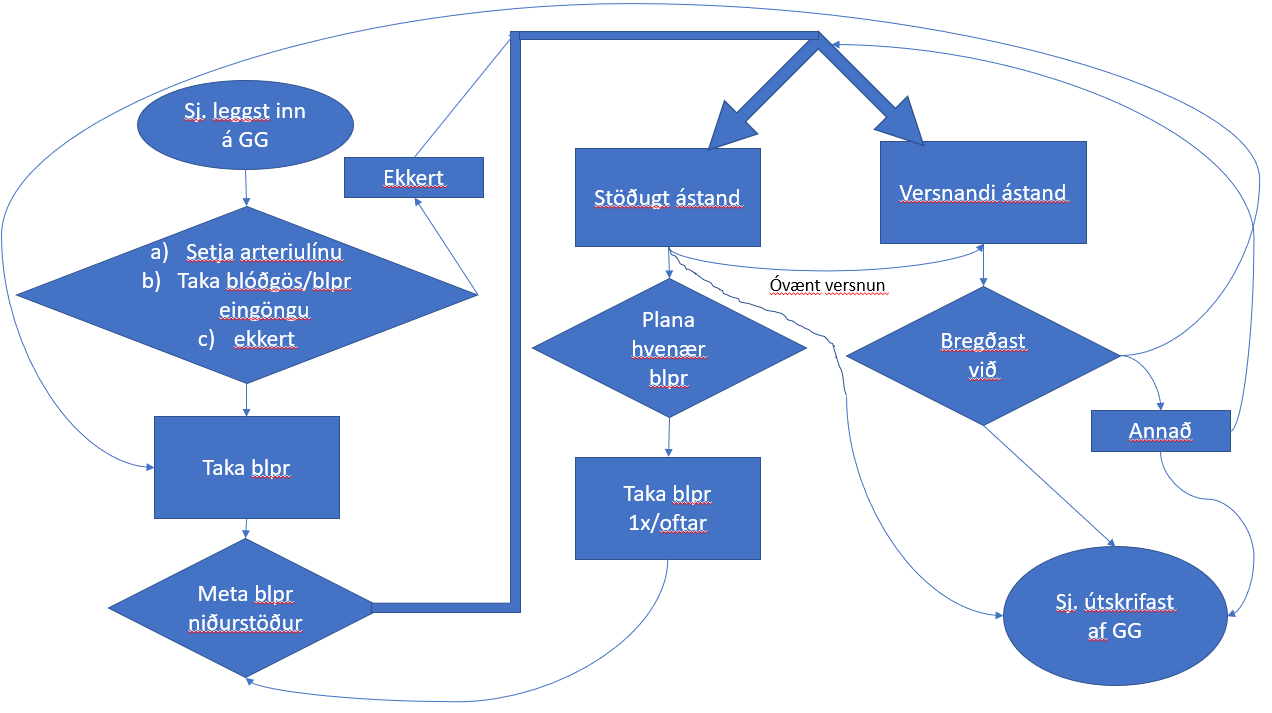 Sj. leggst inn
á GG
Ekkert
a) Setja arteriulínu
b) Taka blóðgös/blpr
eingöngu
c) ekkert
Taka blpr
Meta blpr
niðurstöður
Stöðugt ástand
Versnandi ástand
Óvænt versnun
Plana
hvenær
blpr
Bregðast
við
Annað
Taka blpr
1x/oftar
Sj. útskrifast
af GG